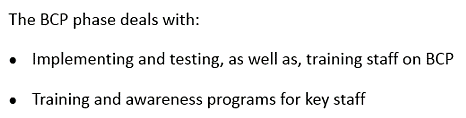 The BCP phase deals with:
• Implementing and testing, as well as, training staff on BCP
• Training and awareness programs for key staff